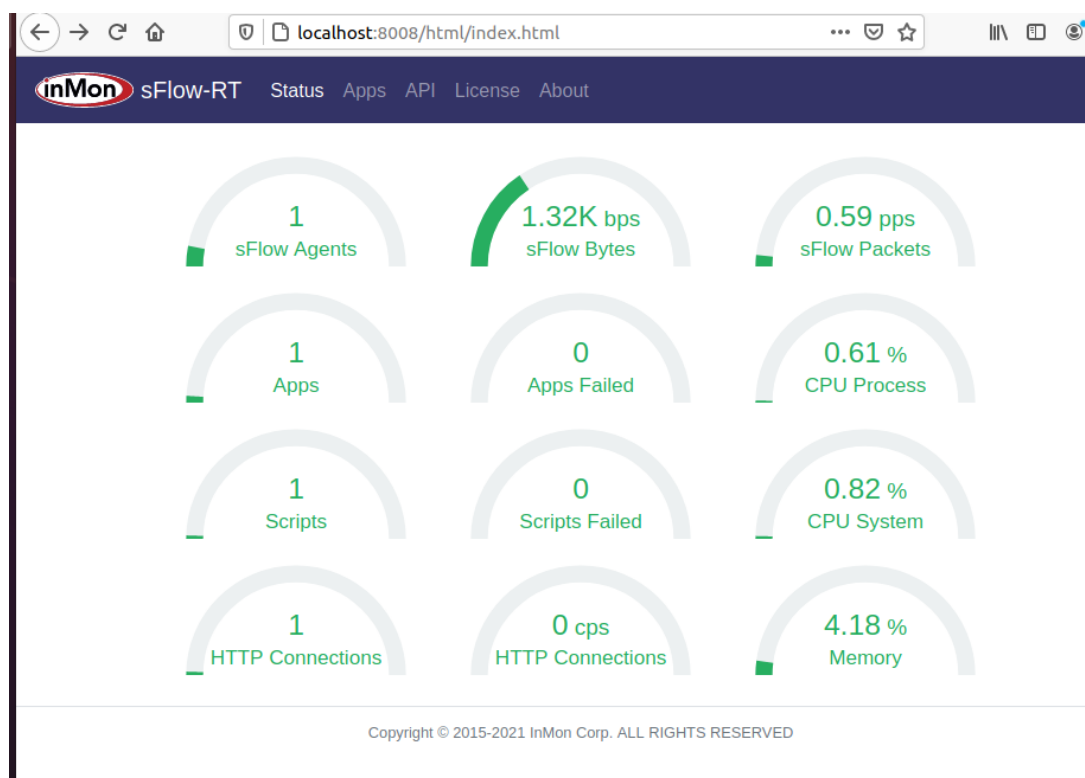 localhost:8008/html/index.html
inMon sFlow-RT Status Apps API License About
1
sFlow Agents
1.32K bps
sFlow Bytes
0.59 pps
sFlow Packets
1
Apps
0
Apps Failed
0.61 %
CPU Process
1
Scripts
0
Scripts Failed
0.82 %
CPU System
1
HTTP Connections
0 cps
HTTP Connections
4.18 %
Memory
Copyright © 2015-2021 InMon Corp. ALL RIGHTS RESERVED